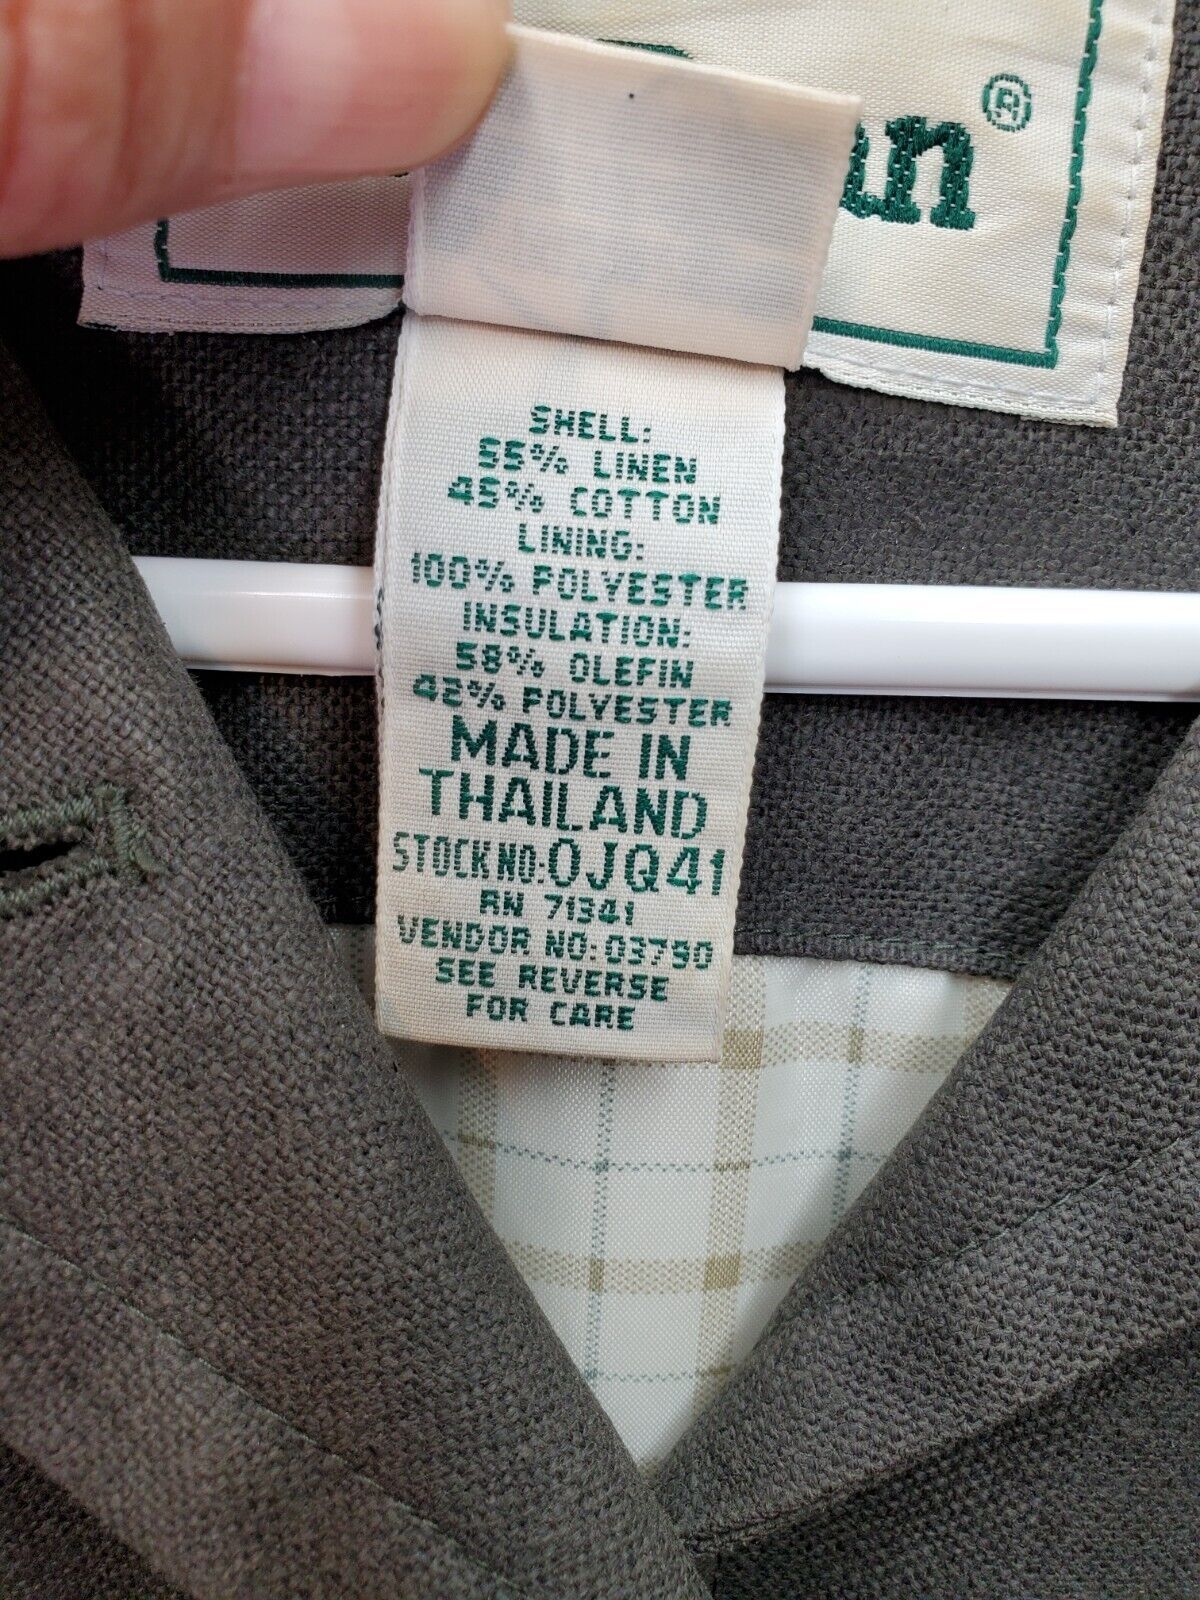 an®
SHELL:
55% LINEN
45% COTTON
LINING:
100% POLYESTER
INSULATION:
58% OLEFIN
42% POLYESTER
MADE IN
THAILAND
STOCK NO: 0JQ41
RN 71341
VENDOR NO: 03790
SEE REVERSE
FOR CARE